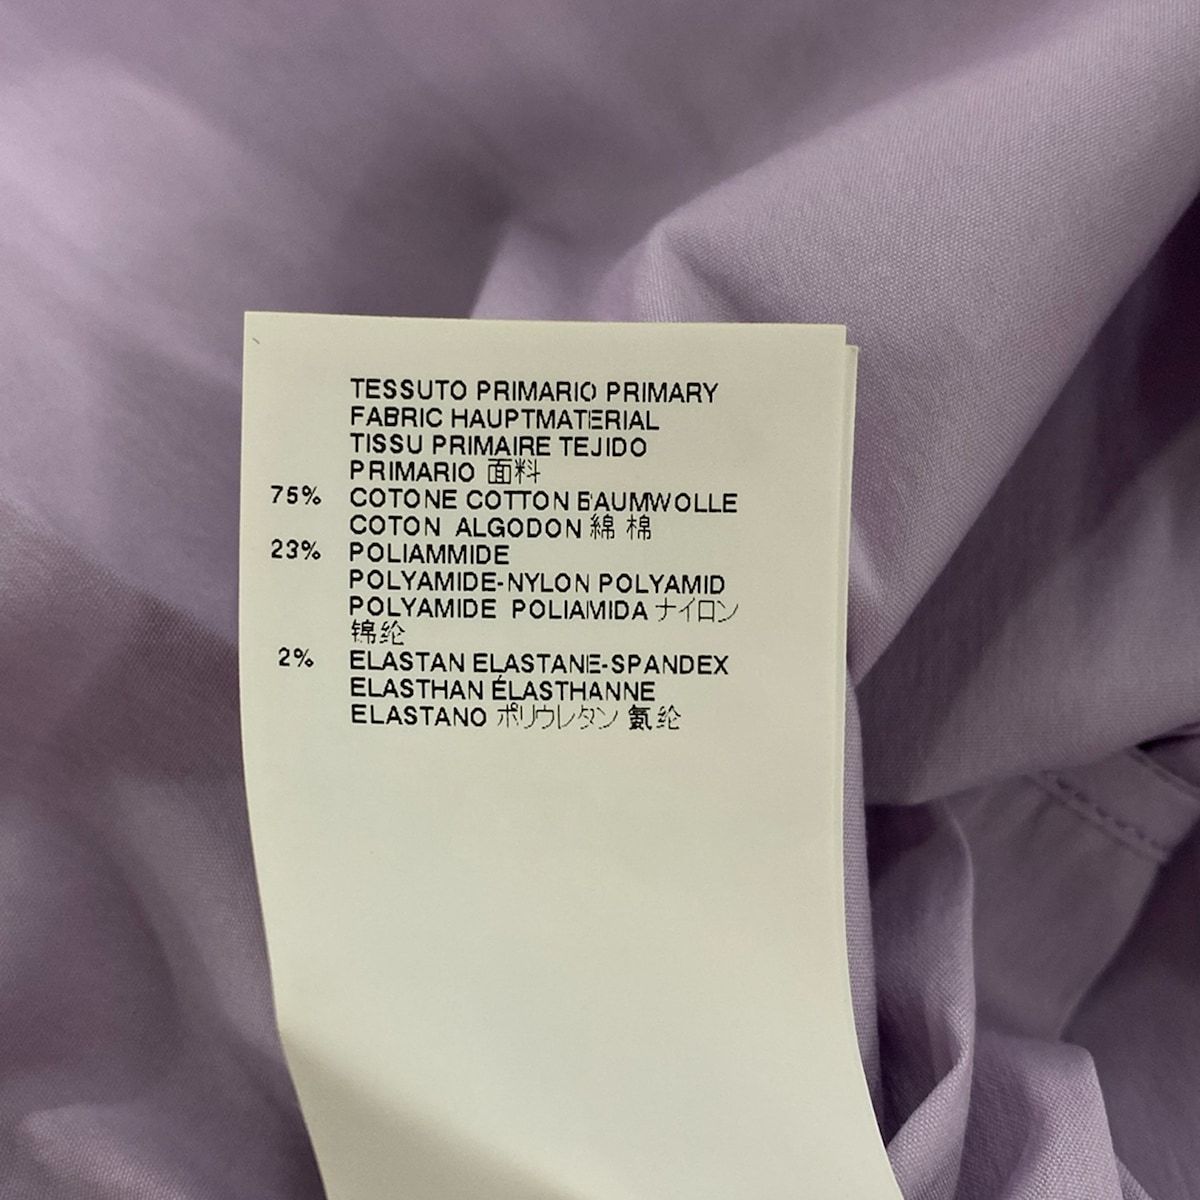 TESSUTO PRIMARIO PRIMARY
FABRIC HAUPTMATERIAL
TISSU PRIMAIRE TEJIDO
PRIMARIO 面料
75% COTONE COTTON BAUMWOLLE
COTON ALGODON 綿 棉
23% POLIAMMIDE
POLYAMIDE-NYLON POLYAMID
POLYAMIDE POLIAMIDA ナイロン
锦纶
2% ELASTAN ELASTANE-SPANDEX
ELASTHAN ÉLASTHANNE
ELASTANO ポリウレタン 氨纶